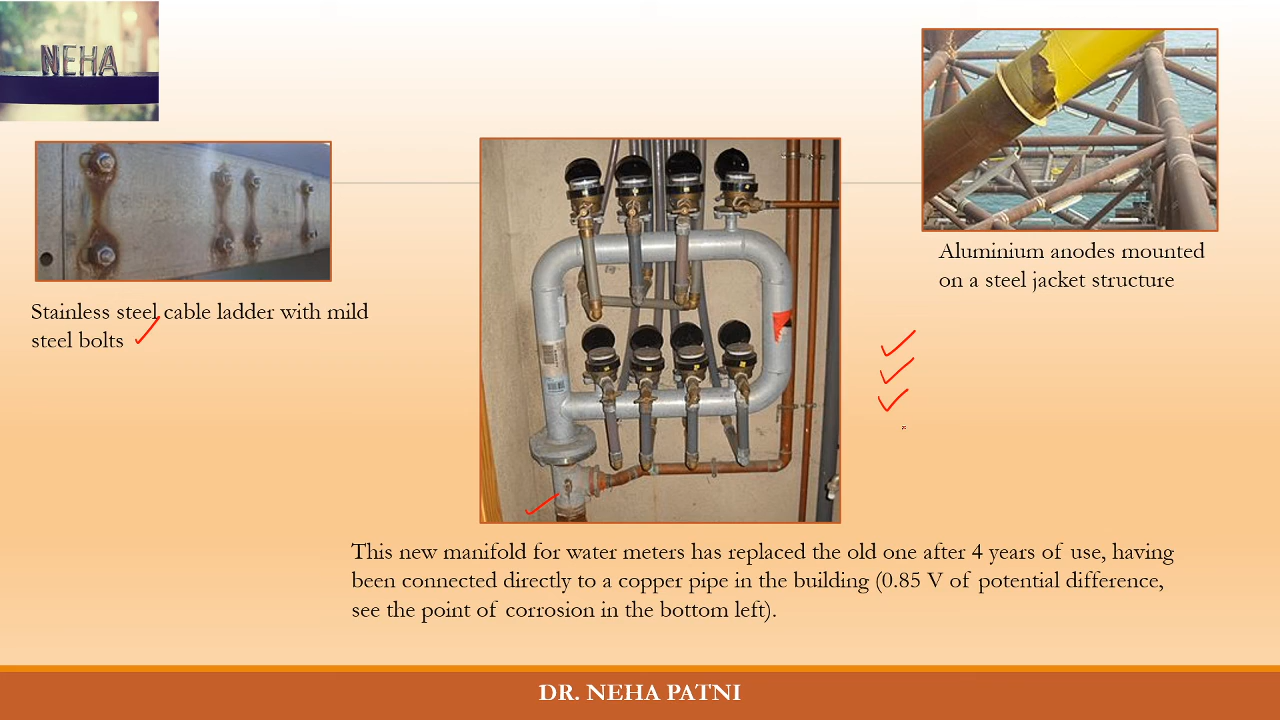 NEHA
Stainless steel cable ladder with mild
steel bolts
Aluminium anodes mounted
on a steel jacket structure
This new manifold for water meters has replaced the old one after 4 years of use, having
been connected directly to a copper pipe in the building (0.85 V of potential difference,
see the point of corrosion in the bottom left).
DR. NEHA PATNI